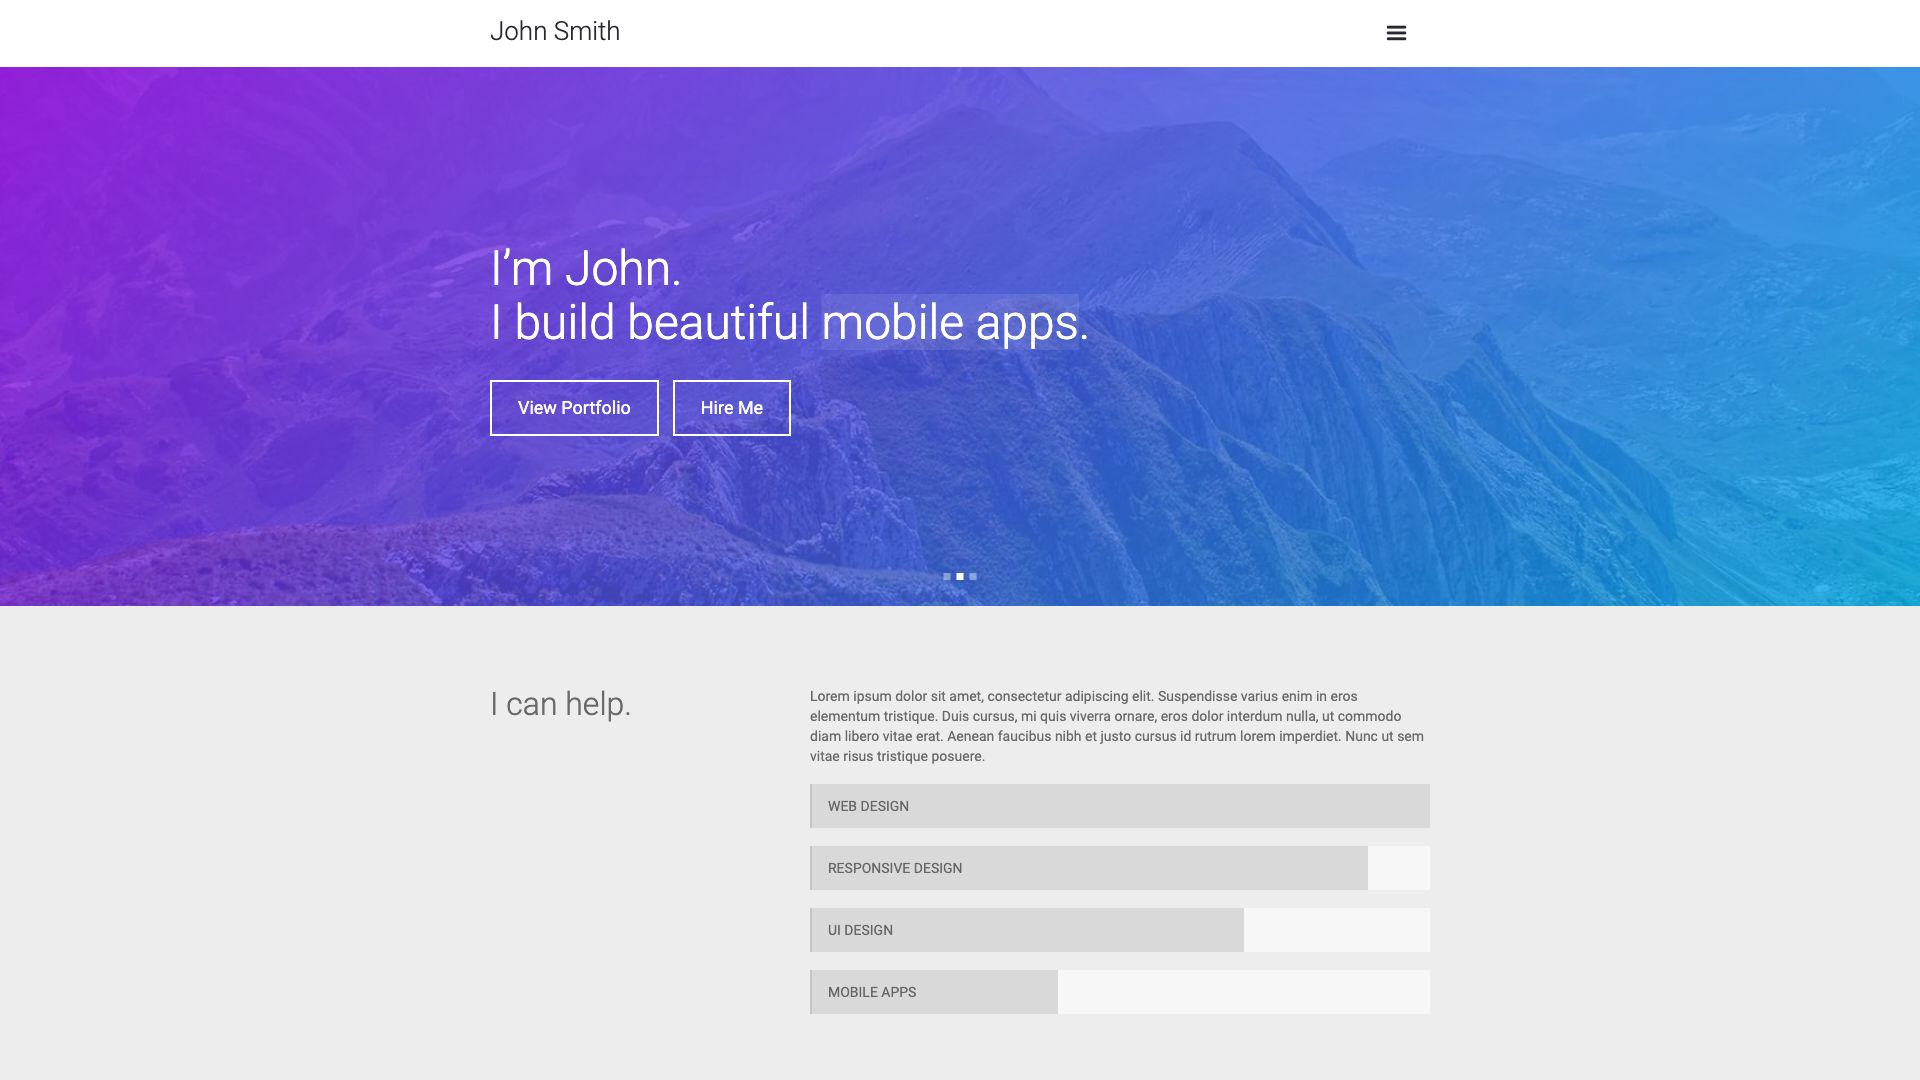 John Smith
I’m John.
I build beautiful mobile apps.
View Portfolio
Hire Me
I can help.
Lorem ipsum dolor sit amet, consectetur adipiscing elit. Suspendisse varius enim in eros
elementum tristique. Duis cursus, mi quis viverra ornare, eros dolor interdum nulla, ut commodo
diam libero vitae erat. Aenean faucibus nibh et justo cursus id rutrum lorem imperdiet. Nunc ut sem
vitae risus tristique posuere.
WEB DESIGN
RESPONSIVE DESIGN
UI DESIGN
MOBILE APPS